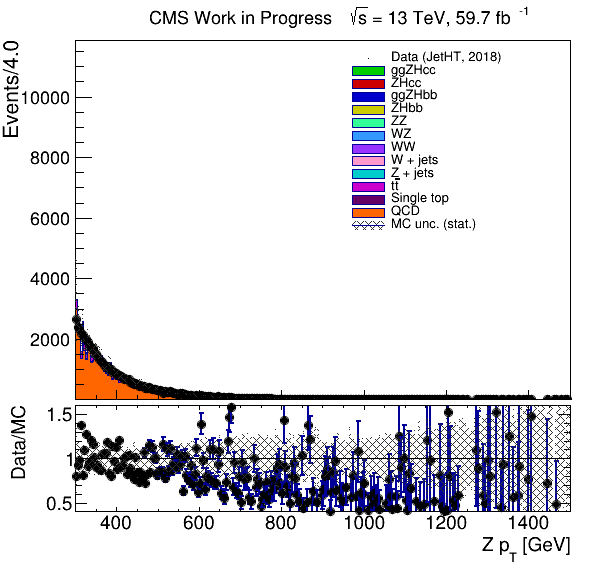 CMS Work in Progress √s = 13 TeV, 59.7 fb⁻¹
Events/4.0
10000
8000
6000
4000
2000
Data (JetHT, 2018)
ggZHcc
ZHcc
ggZHbb
ZHbb
ZZ
WZ
WW
W + jets
Z + jets
tt̅
Single top
QCD
MC unc. (stat.)
Data/MC
1.5
1
0.5
400 600 800 1000 1200 1400
Z p_T [GeV]